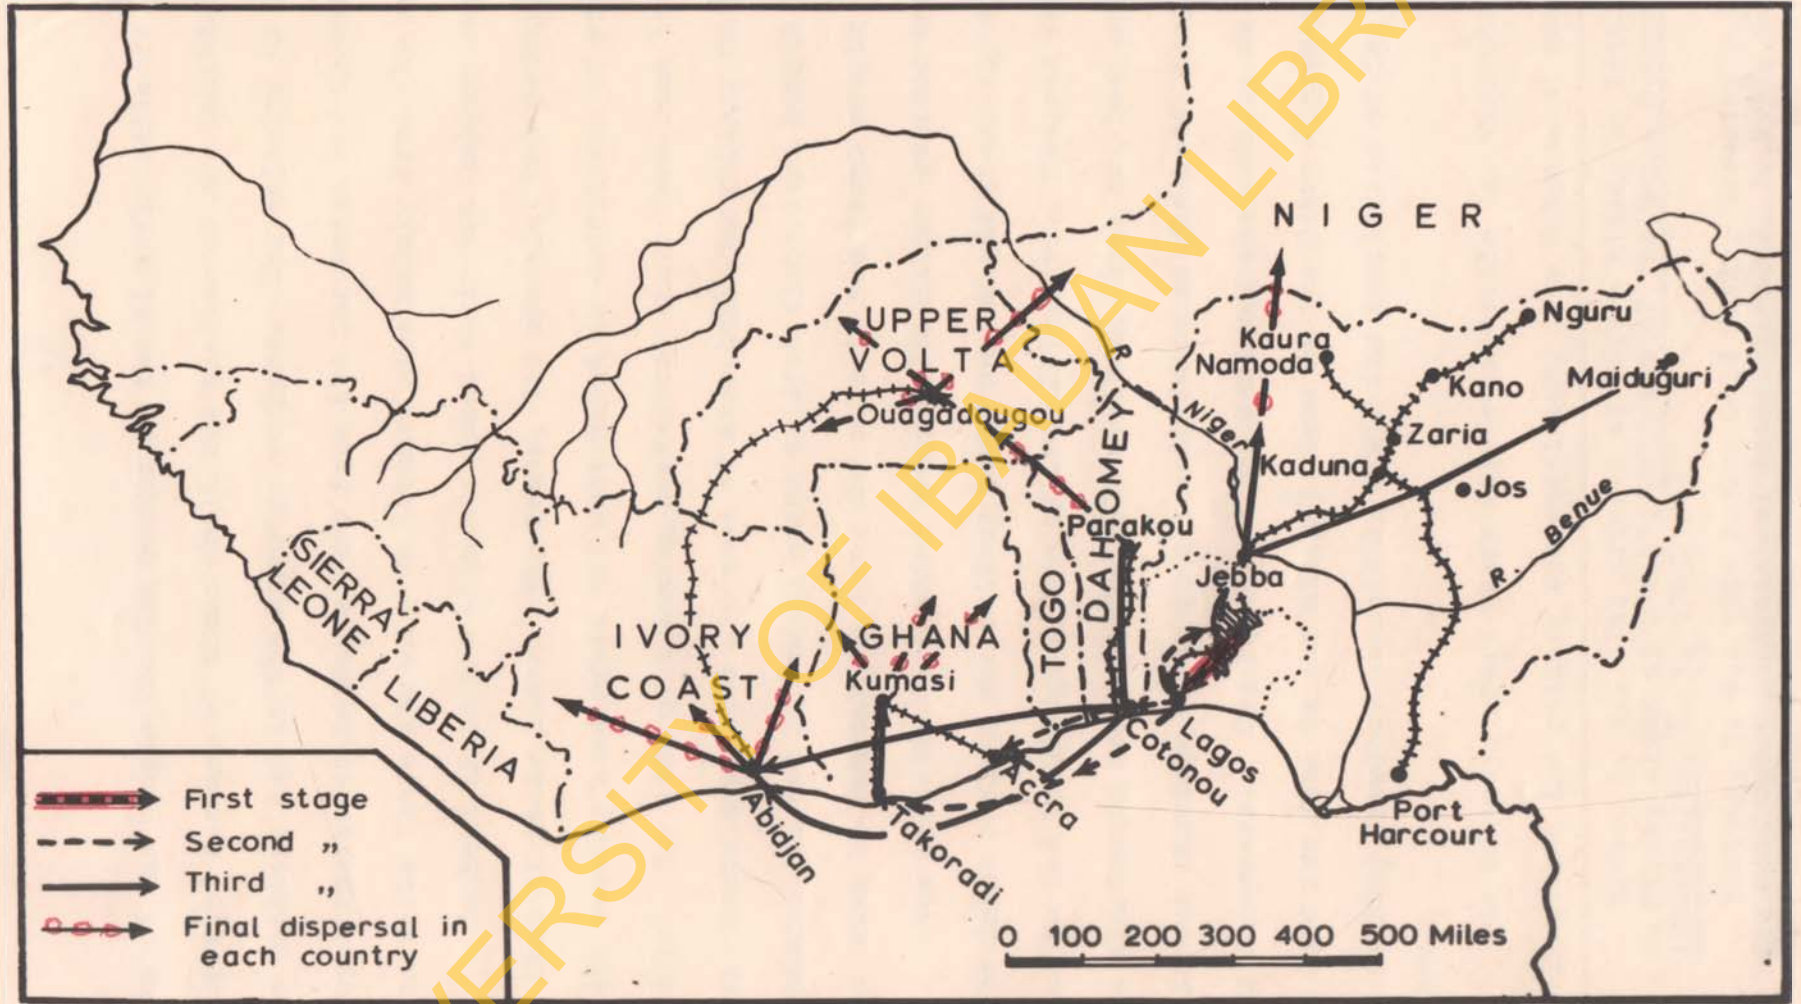 NIGER
UPPER
VOLTA
Ouagadougou
R. Niger
Kaura
Namoda
Nguru
Kano
Maiduguri
Zaria
Kaduna
Jos
R. Benue
Parakou
DAHOMEY
TOGO
Jebba
SIERRA
LEONE
LIBERIA
IVORY
COAST
GHANA
Kumasi
Lagos
Cotonou
Accra
Takoradi
Abidjan
Port
Harcourt
First stage
Second „
Third „
Final dispersal in
each country
0 100 200 300 400 500 Miles
VERSITY OF IBADAN LIBRA